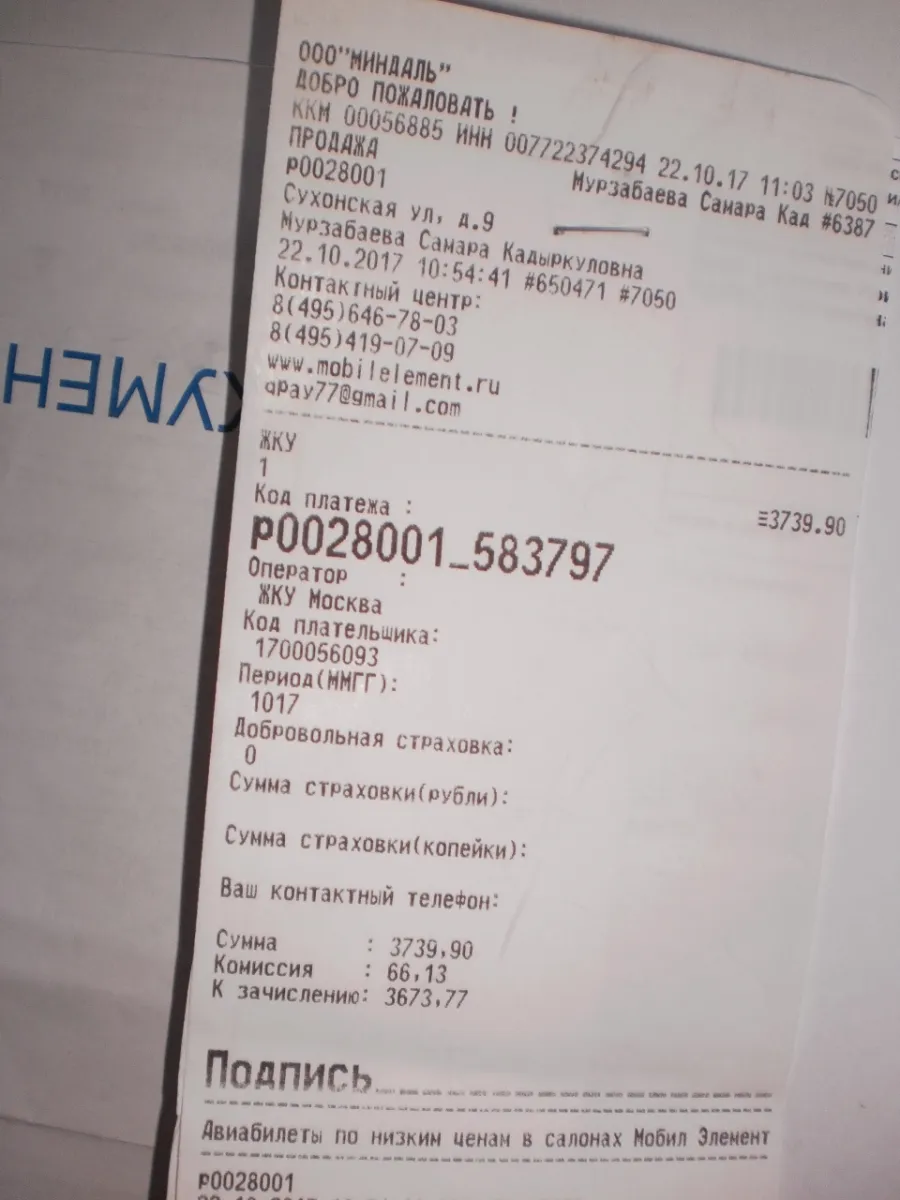 ООО"МИНДАЛЬ"
ДОБРО ПОЖАЛОВАТЬ !
ККМ 00056885 ИНН 007722374294 22.10.17 11:03 №7050
ПРОДАЖА Мурзабаева Самара Кад #6387
p0028001
Сухонская ул, д.9
Мурзабаева Самара Кадыркуловна
22.10.2017 10:54:41 #650471 #7050
Контактный центр:
8(495)646-78-03
8(495)419-07-09
www.mobilelement.ru
qpay77@gmail.com
ЖКУ
1 ≡3739.90
Код платежа :
p0028001_583797
Оператор :
ЖКУ Москва
Код плательшика:
1700056093
Период(ММГГ):
1017
Добровольная страховка:
0
Сумма страховки(рубли):
Сумма страховки(копейки):
Ваш контактный телефон:
Сумма : 3739,90
Комиссия : 66,13
К зачислению: 3673,77
Подпись
Авиабилеты по низким ценам в салонах Мобил Элемент
p0028001
УМЕН